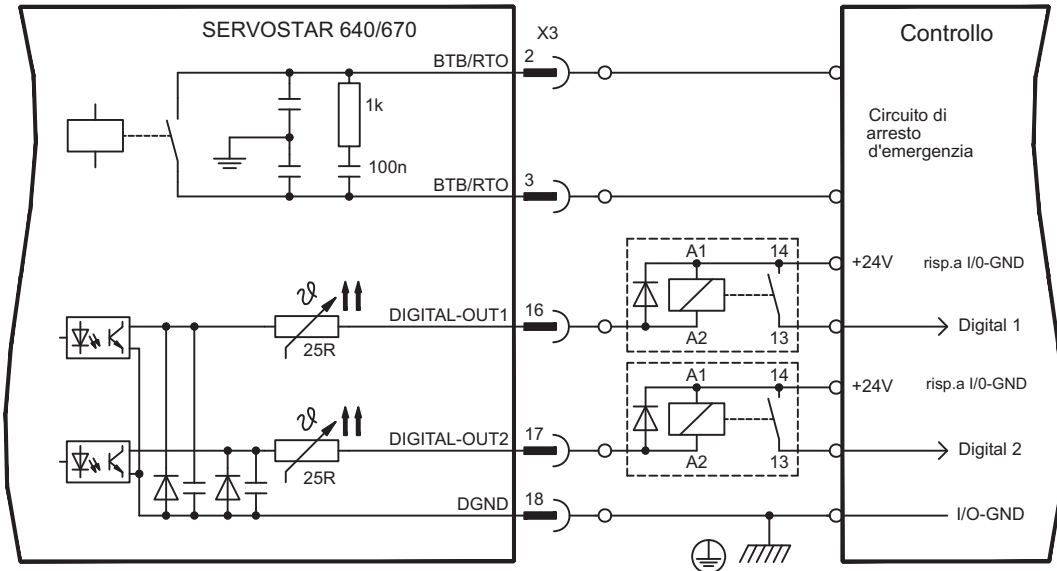 SERVOSTAR 640/670
X3
Controllo
BTB/RTO
2
1k
100n
Circuito di
arresto
d'emergenzia
BTB/RTO
3
A1
14
+24V
risp.a I/0-GND
ϑ
DIGITAL-OUT1
16
25R
A2
13
Digital 1
A1
14
+24V
risp.a I/0-GND
ϑ
DIGITAL-OUT2
17
25R
A2
13
Digital 2
DGND
18
I/O-GND